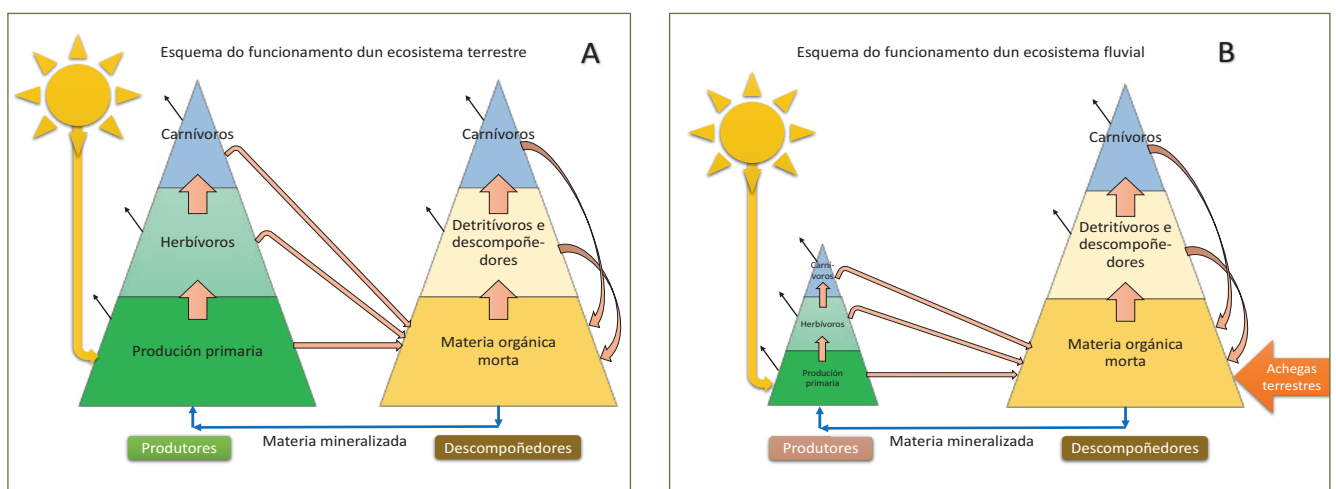 Esquema do funcionamento dun ecosistema terrestre
A
Carnívoros
Herbívoros
Produción primaria
Carnívoros
Detritívoros e
descompoñe-
dores
Materia orgánica
morta
Materia mineralizada
Produtores
Descompoñedores
Esquema do funcionamento dun ecosistema fluvial
B
Carní-
voros
Herbívoros
Produción
primaria
Carnívoros
Detritívoros e
descompoñe-
dores
Materia orgánica
morta
Achegas
terrestres
Materia mineralizada
Produtores
Descompoñedores